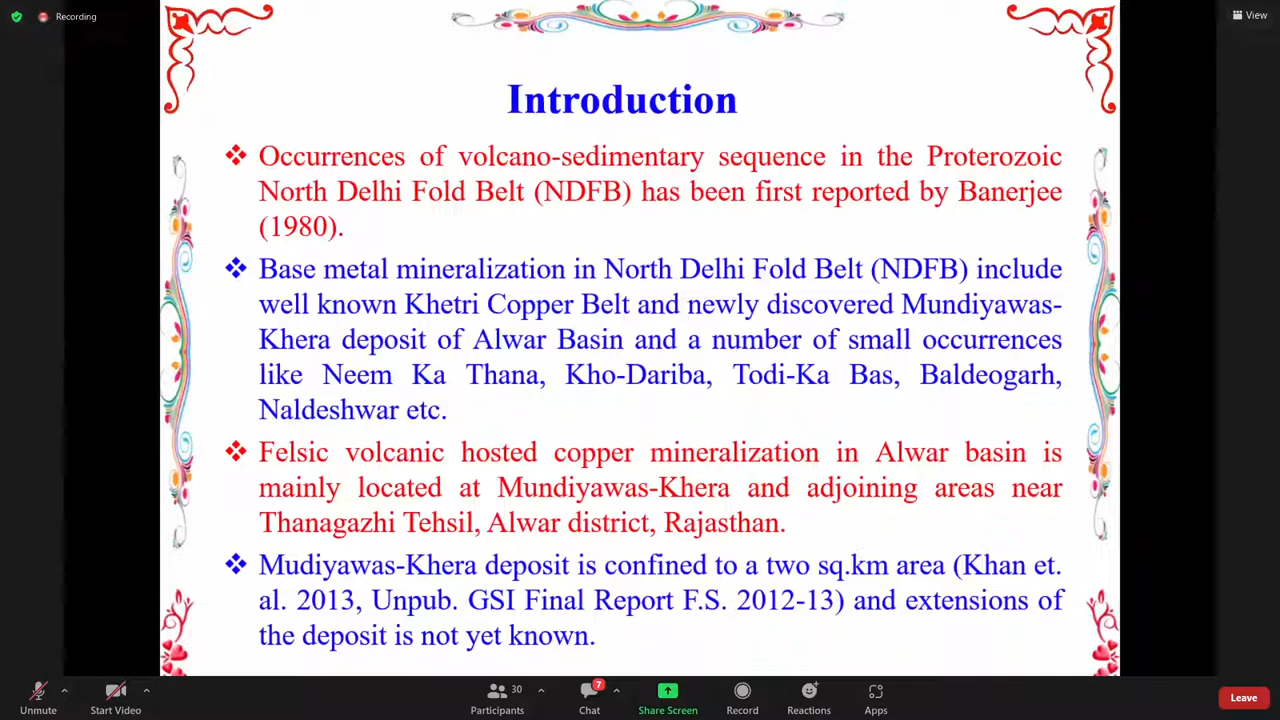 Recording
View
Introduction
❖ Occurrences of volcano-sedimentary sequence in the Proterozoic
North Delhi Fold Belt (NDFB) has been first reported by Banerjee
(1980).
❖ Base metal mineralization in North Delhi Fold Belt (NDFB) include
well known Khetri Copper Belt and newly discovered Mundiyawas-
Khera deposit of Alwar Basin and a number of small occurrences
like Neem Ka Thana, Kho-Dariba, Todi-Ka Bas, Baldeogarh,
Naldeshwar etc.
❖ Felsic volcanic hosted copper mineralization in Alwar basin is
mainly located at Mundiyawas-Khera and adjoining areas near
Thanagazhi Tehsil, Alwar district, Rajasthan.
❖ Mudiyawas-Khera deposit is confined to a two sq.km area (Khan et.
al. 2013, Unpub. GSI Final Report F.S. 2012-13) and extensions of
the deposit is not yet known.
30
7
Unmute
Start Video
Participants
Chat
Share Screen
Record
Reactions
Apps
Leave